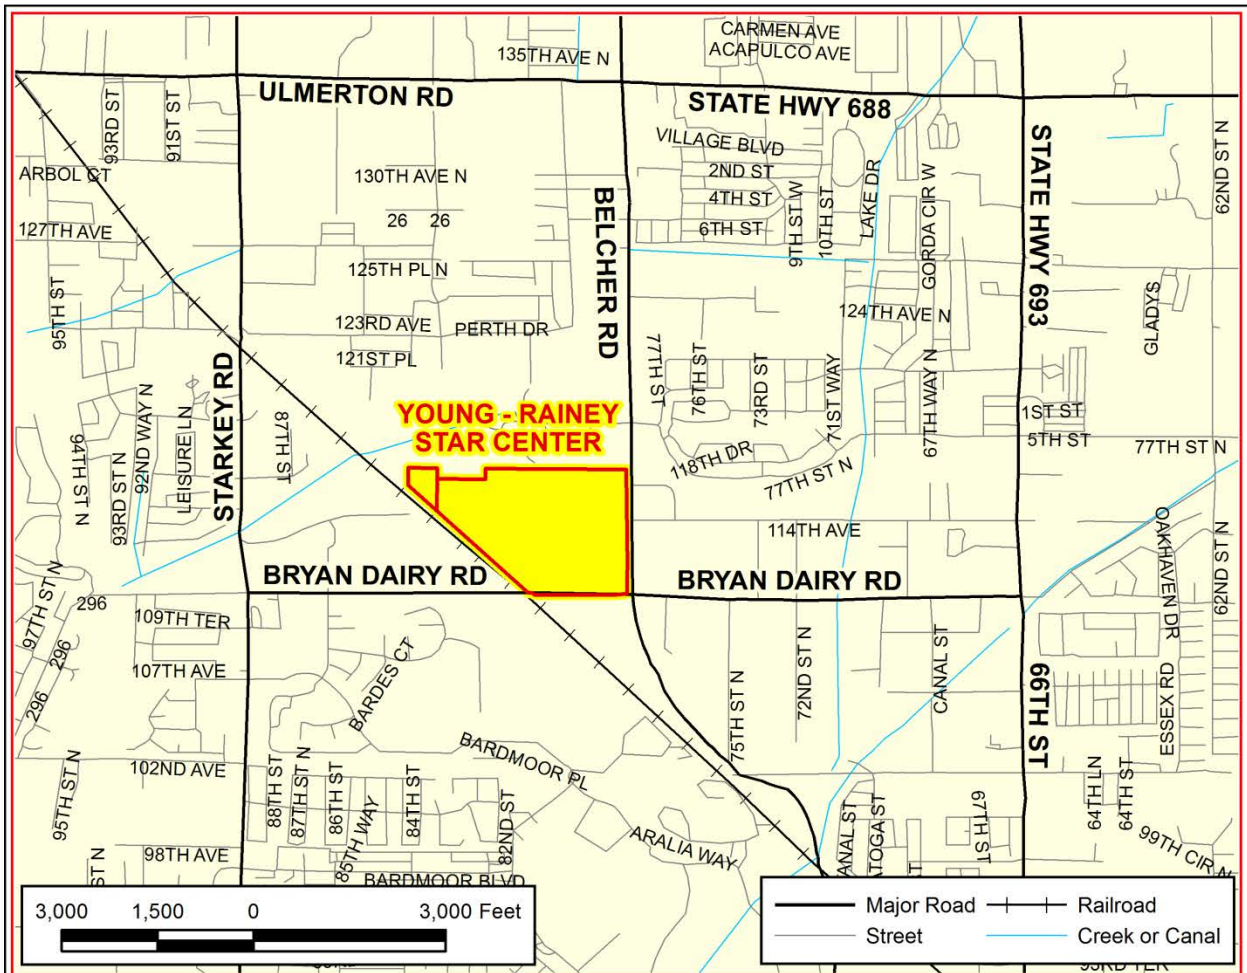 CARMEN AVE
ACAPULCO AVE
135TH AVE N
ULMERTON RD
STATE HWY 688
93RD ST
91ST ST
VILLAGE BLVD
ARBOL CT
130TH AVE N
2ND ST
4TH ST
6TH ST
9TH ST W
10TH ST
LAKE DR
GORDA CIR W
STATE HWY 693
62ND ST N
26
26
127TH AVE
BELCHER RD
125TH PL N
95TH ST
123RD AVE
PERTH DR
124TH AVE N
GLADYS
121ST PL
77TH ST
76TH ST
73RD ST
71ST WAY
67TH WAY N
STARKEY RD
YOUNG - RAINEY
STAR CENTER
1ST ST
5TH ST
77TH ST N
94TH ST N
93RD ST N
92ND WAY N
LEISURE LN
87TH ST
118TH DR
77TH ST N
114TH AVE
OAKHAVEN DR
62ND ST N
BRYAN DAIRY RD
BRYAN DAIRY RD
97TH ST N
296
109TH TER
296
107TH AVE
296
BARDES CT
75TH ST N
72ND ST N
CANAL ST
66TH ST
ESSEX RD
BARDMOOR PL
102ND AVE
95TH ST N
88TH ST
87TH ST N
86TH ST
85TH WAY
84TH ST
82ND ST
ARALIA WAY
67TH ST
64TH LN
64TH ST
99TH CIR N
98TH AVE
ST N
BARDMOOR BLVD
3,000 1,500 0 3,000 Feet
Major Road
Railroad
Street
Creek or Canal